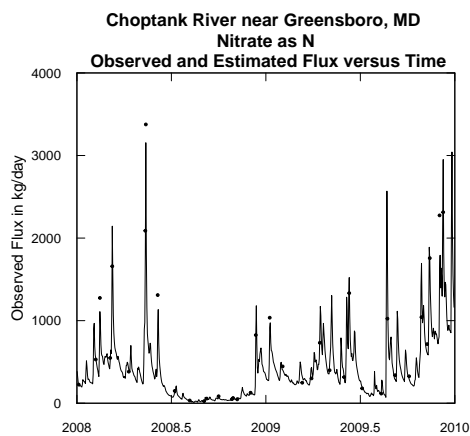 Choptank River near Greensboro, MD
Nitrate as N
Observed and Estimated Flux versus Time
4000
3000
2000
1000
0
Observed Flux in kg/day
2008 2008.5 2009 2009.5 2010